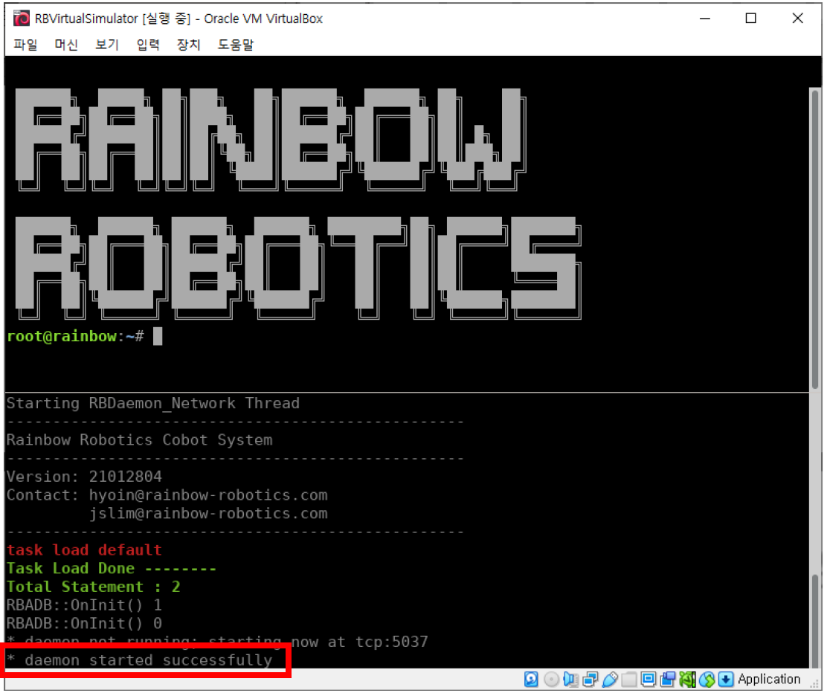 RBVirtualSimulator [실행 중] - Oracle VM VirtualBox
파일 머신 보기 입력 장치 도움말
RAINBOW
ROBOTICS
root@rainbow:~#
Starting RBDaemon_Network Thread
--------------------------------------------------
Rainbow Robotics Cobot System
--------------------------------------------------
Version: 21012804
Contact: hyoin@rainbow-robotics.com
jslim@rainbow-robotics.com
--------------------------------------------------
task load default
Task Load Done --------
Total Statement : 2
RBADB::OnInit() 1
RBADB::OnInit() 0
* daemon not running; starting now at tcp:5037
* daemon started successfully
Application